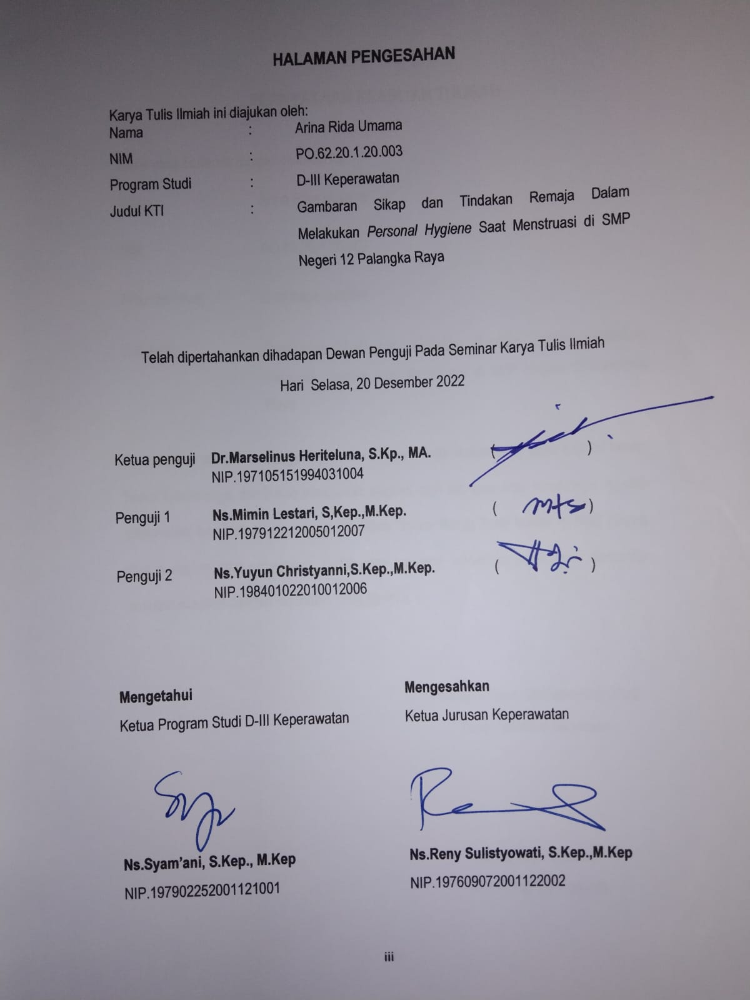 HALAMAN PENGESAHAN
Karya Tulis Ilmiah ini diajukan oleh:
Nama : Arina Rida Umama
NIM : PO.62.20.1.20.003
Program Studi : D-III Keperawatan
Judul KTI : Gambaran Sikap dan Tindakan Remaja Dalam
Melakukan Personal Hygiene Saat Menstruasi di SMP
Negeri 12 Palangka Raya
Telah dipertahankan dihadapan Dewan Penguji Pada Seminar Karya Tulis Ilmiah
Hari Selasa, 20 Desember 2022
Ketua penguji Dr.Marselinus Heriteluna, S.Kp., MA. ( )
NIP.197105151994031004
Penguji 1 Ns.Mimin Lestari, S,Kep.,M.Kep. ( )
NIP.197912212005012007
Penguji 2 Ns.Yuyun Christyanni,S.Kep.,M.Kep. ( )
NIP.198401022010012006
Mengetahui
Ketua Program Studi D-III Keperawatan
Ns.Syam'ani, S.Kep., M.Kep
NIP.197902252001121001
Mengesahkan
Ketua Jurusan Keperawatan
Ns.Reny Sulistyowati, S.Kep.,M.Kep
NIP.197609072001122002
iii